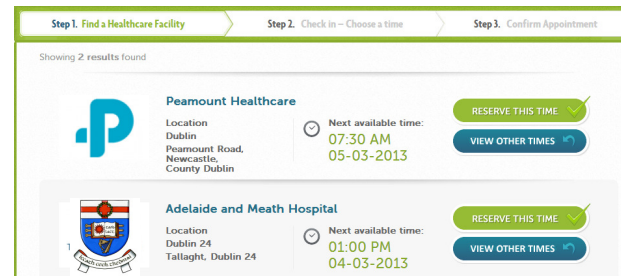 Step 1. Find a Healthcare Facility
Step 2. Check in – Choose a time
Step 3. Confirm Appointment
Showing 2 results found
Peamount Healthcare
Location
Dublin
Peamount Road,
Newcastle,
County Dublin
Next available time:
07:30 AM
05-03-2013
RESERVE THIS TIME
VIEW OTHER TIMES
Adelaide and Meath Hospital
Location
Dublin 24
Tallaght, Dublin 24
Next available time:
01:00 PM
04-03-2013
RESERVE THIS TIME
VIEW OTHER TIMES
1